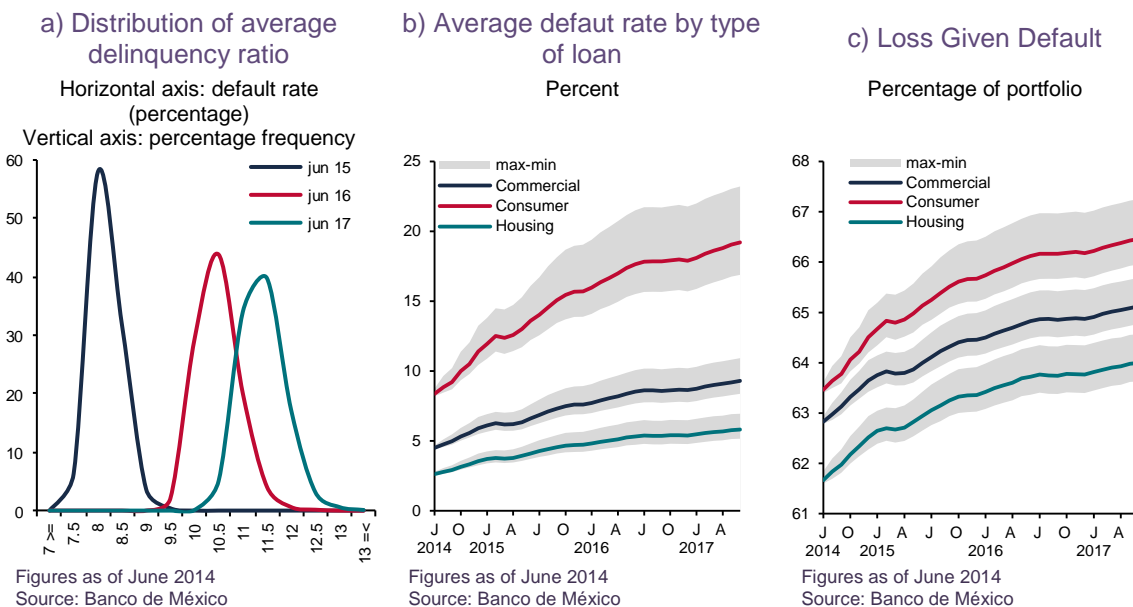 a) Distribution of average
delinquency ratio
Horizontal axis: default rate
(percentage)
Vertical axis: percentage frequency
60
50
40
30
20
10
0
jun 15
jun 16
jun 17
7 >=
7.5
8
8.5
9
9.5
10
10.5
11
11.5
12
12.5
13
13 =<
Figures as of June 2014
Source: Banco de México
b) Average defaut rate by type
of loan
Percent
25
20
15
10
5
0
max-min
Commercial
Consumer
Housing
J O J A J O J A J O J A
2014 2015 2016 2017
Figures as of June 2014
Source: Banco de México
c) Loss Given Default
Percentage of portfolio
68
67
66
65
64
63
62
61
max-min
Commercial
Consumer
Housing
J O J A J O J A J O J A
2014 2015 2016 2017
Figures as of June 2014
Source: Banco de México